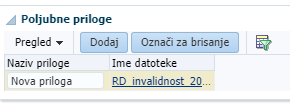 Poljubne priloge
Pregled Dodaj Označi za brisanje
Naziv priloge Ime datoteke
Nova priloga RD_invalidnost_20...